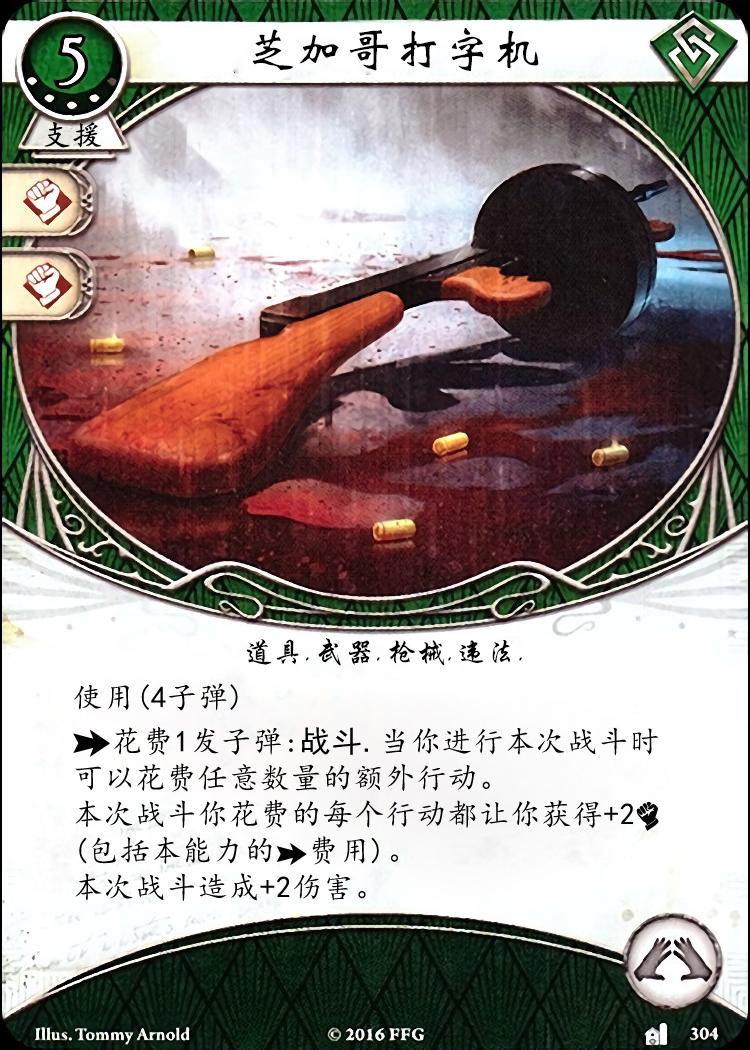 5
芝加哥打字机
支援
道具.武器.枪械.违法.
使用(4子弹)
花费1发子弹:战斗.当你进行本次战斗时
可以花费任意数量的额外行动。
本次战斗你花费的每个行动都让你获得+2
(包括本能力的费用)。
本次战斗造成+2伤害。
Illus. Tommy Arnold
© 2016 FFG
304